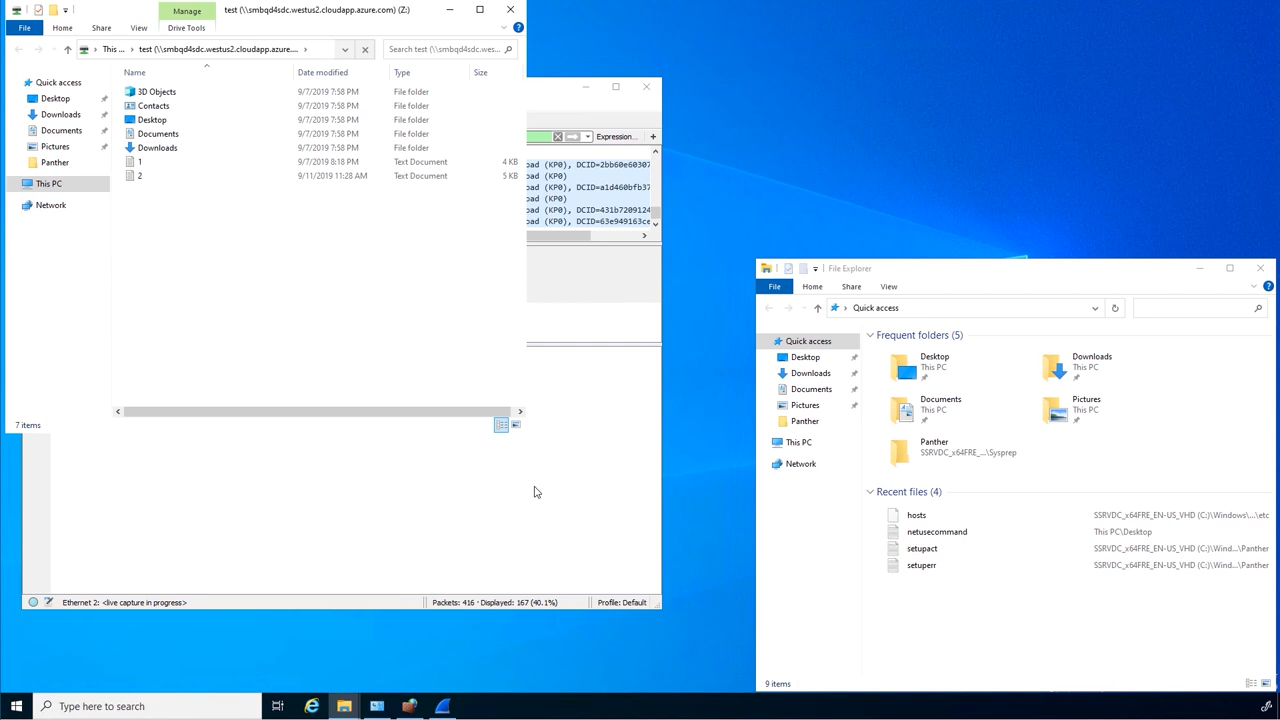 Manage
test (\\smbqd4sdc.westus2.cloudapp.azure.com) (Z:)
File
Home
Share
View
Drive Tools
This ...
test (\\smbqd4sdc.westus2.cloudapp.azure....
Search test (\\smbqd4sdc.wes...
Quick access
Desktop
Downloads
Documents
Pictures
Panther
This PC
Network
Name
Date modified
Type
Size
3D Objects 9/7/2019 7:58 PM File folder
Contacts 9/7/2019 7:58 PM File folder
Desktop 9/7/2019 7:58 PM File folder
Documents 9/7/2019 7:58 PM File folder
Downloads 9/7/2019 7:58 PM File folder
1 9/7/2019 8:18 PM Text Document 4 KB
2 9/11/2019 11:28 AM Text Document 5 KB
7 items
Expression...
oad (KP0), DCID=2bb60e60307
oad (KP0)
oad (KP0), DCID=a1d460bfb37
oad (KP0)
oad (KP0), DCID=431b7209124
oad (KP0), DCID=63e949163ce
Ethernet 2: <live capture in progress>
Packets: 416 · Displayed: 167 (40.1%)
Profile: Default
File Explorer
File
Home
Share
View
Quick access
Quick access
Desktop
Downloads
Documents
Pictures
Panther
This PC
Network
Frequent folders (5)
Desktop
This PC
Downloads
This PC
Documents
This PC
Pictures
This PC
Panther
SSRVDC_x64FRE_...\Sysprep
Recent files (4)
hosts SSRVDC_x64FRE_EN-US_VHD (C:)\Windows\...\etc
netusecommand This PC\Desktop
setupact SSRVDC_x64FRE_EN-US_VHD (C:)\Wind...\Panther
setuperr SSRVDC_x64FRE_EN-US_VHD (C:)\Wind...\Panther
9 items
Type here to search